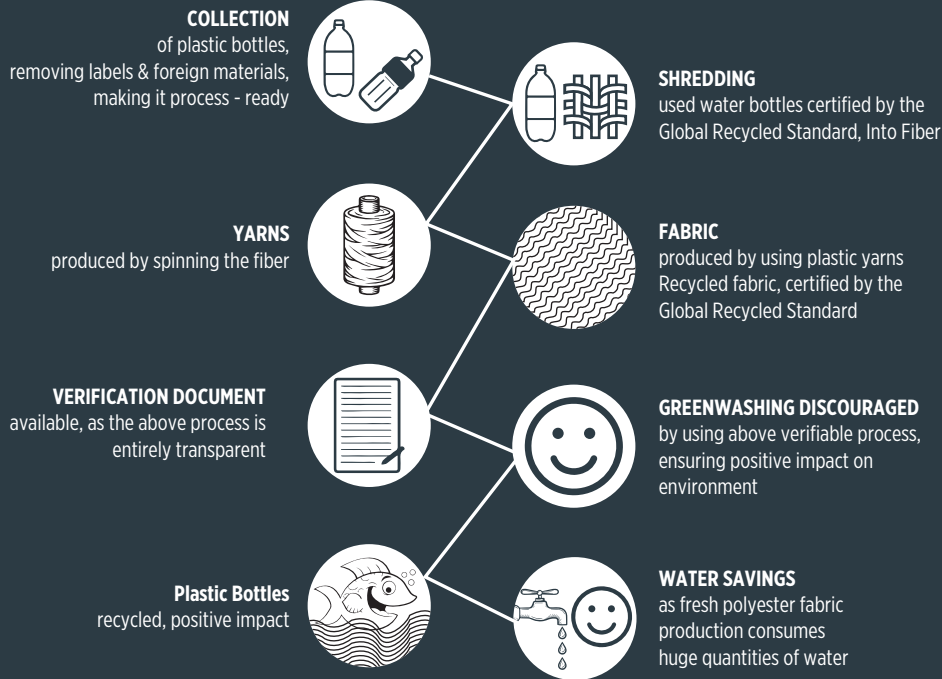 COLLECTION
of plastic bottles,
removing labels & foreign materials,
making it process - ready
SHREDDING
used water bottles certified by the
Global Recycled Standard, Into Fiber
YARNS
produced by spinning the fiber
FABRIC
produced by using plastic yarns
Recycled fabric, certified by the
Global Recycled Standard
VERIFICATION DOCUMENT
available, as the above process is
entirely transparent
GREENWASHING DISCOURAGED
by using above verifiable process,
ensuring positive impact on
environment
Plastic Bottles
recycled, positive impact
WATER SAVINGS
as fresh polyester fabric
production consumes
huge quantities of water